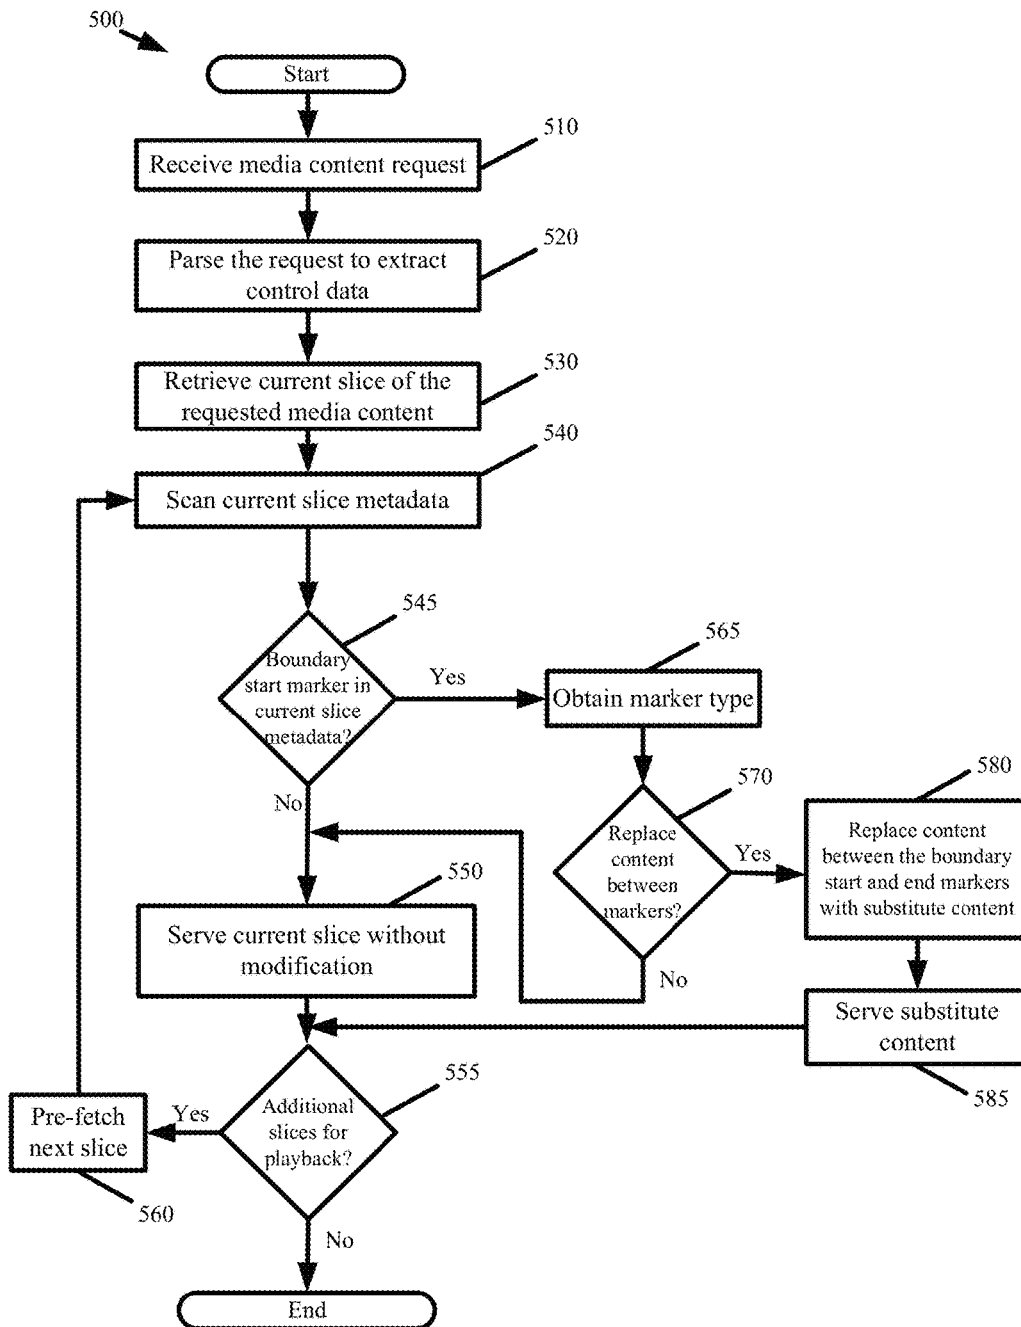 500
Start
510
Receive media content request
520
Parse the request to extract
control data
530
Retrieve current slice of the
requested media content
540
Scan current slice metadata
545
Boundary
start marker in
current slice
metadata?
Yes
No
565
Obtain marker type
570
Replace
content
between
markers?
Yes
No
580
Replace content
between the boundary
start and end markers
with substitute content
550
Serve current slice without
modification
Serve substitute
content
585
555
Additional
slices for
playback?
Yes
No
Pre-fetch
next slice
560
End